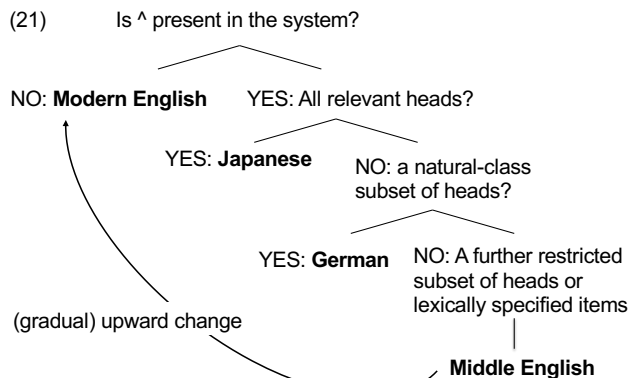 (21) Is ^ present in the system?
NO: Modern English YES: All relevant heads?
YES: Japanese NO: a natural-class
subset of heads?
YES: German NO: A further restricted
subset of heads or
lexically specified items
(gradual) upward change
Middle English